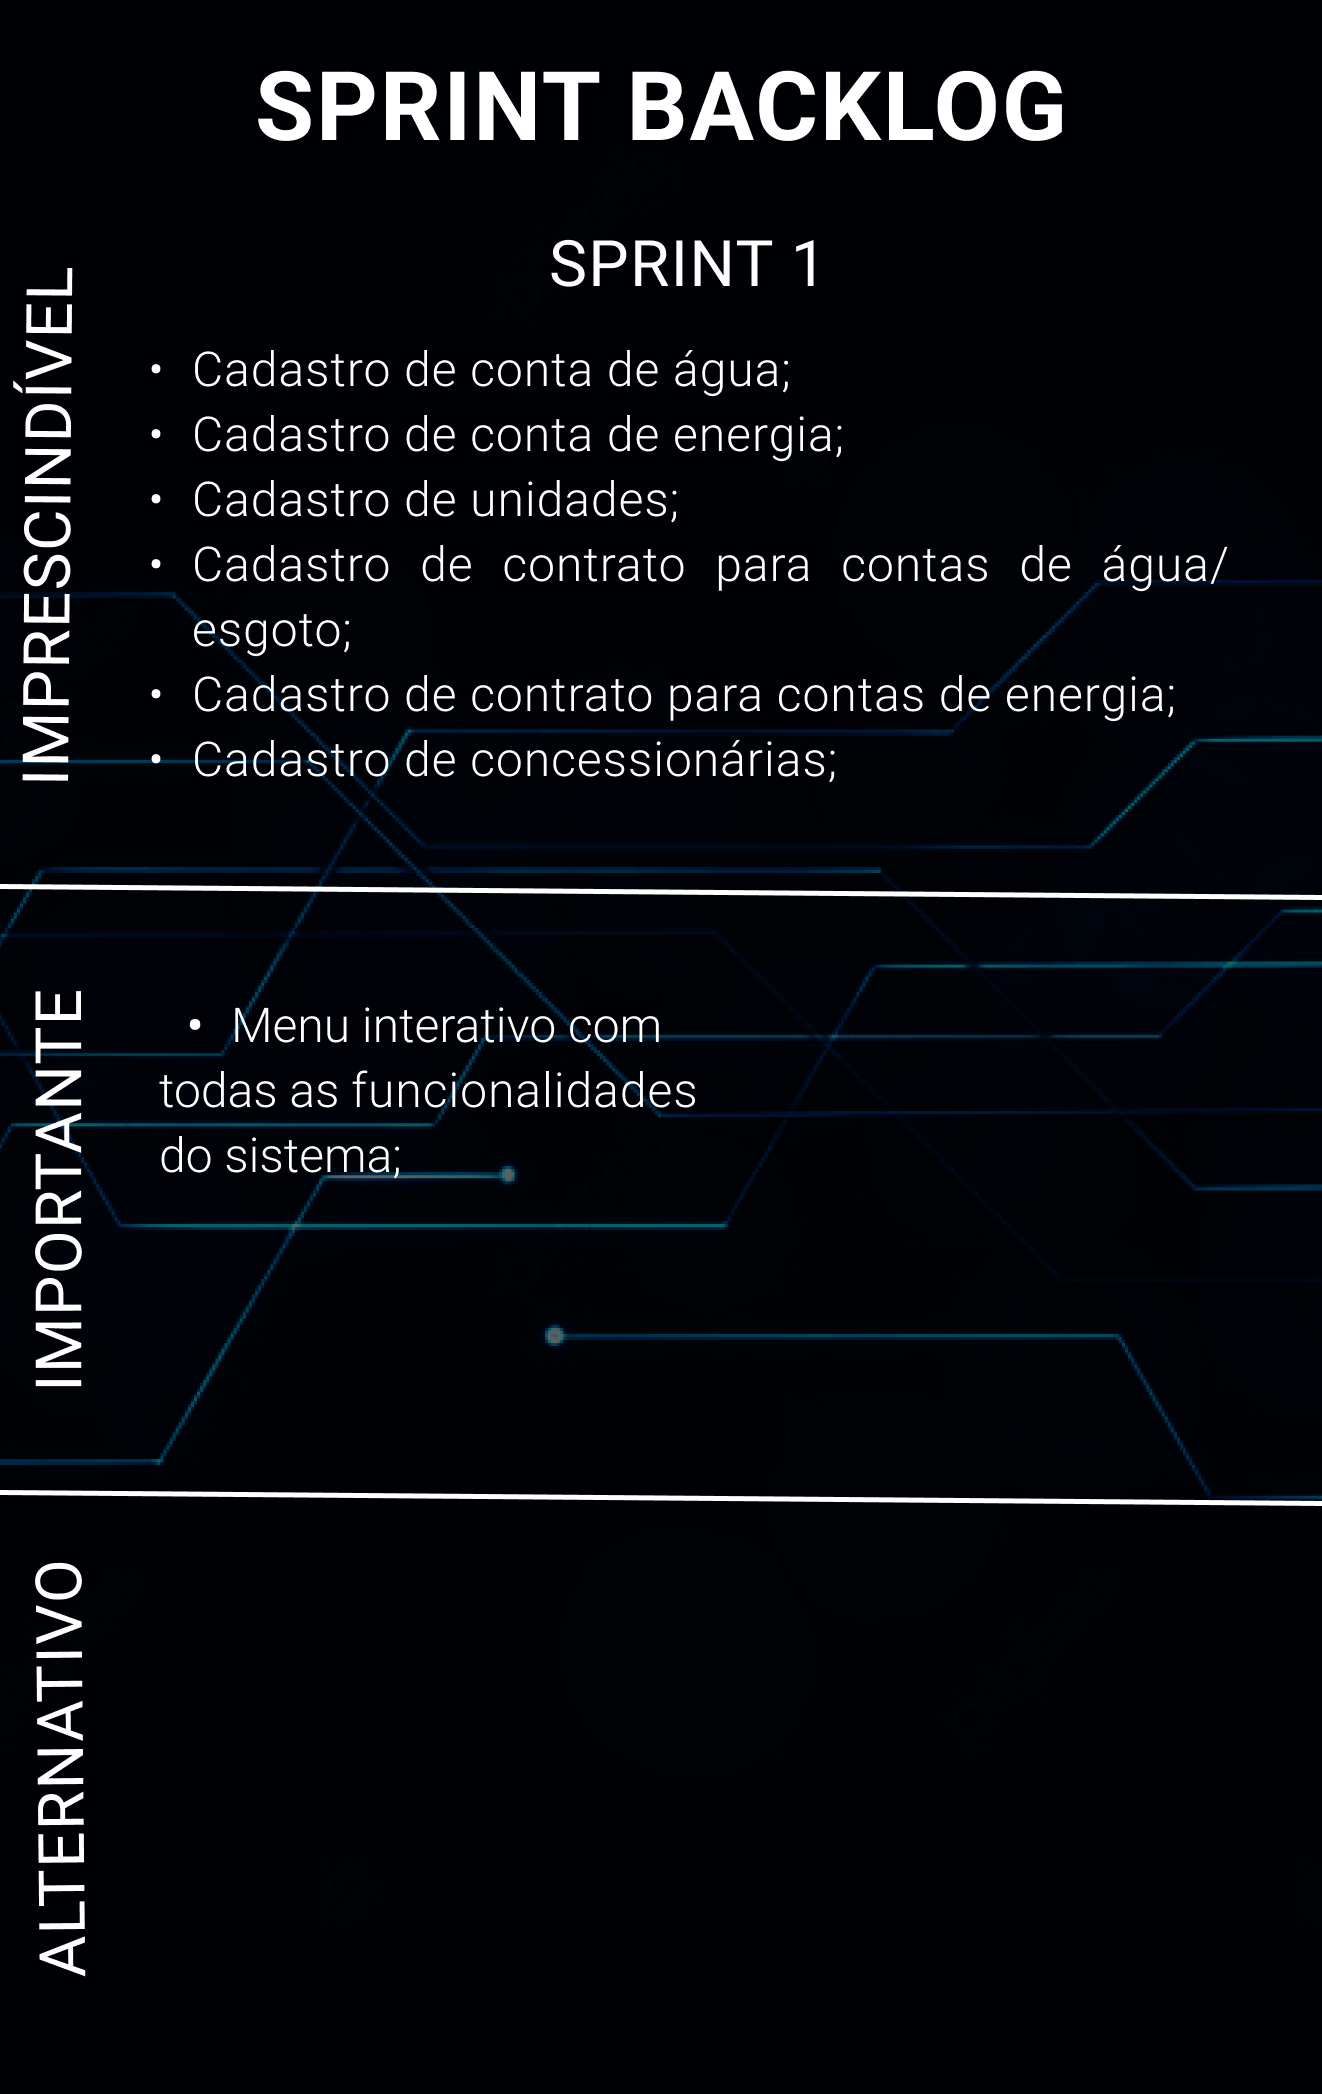 SPRINT BACKLOG
SPRINT 1
IMPRESCINDÍVEL
• Cadastro de conta de água;
• Cadastro de conta de energia;
• Cadastro de unidades;
• Cadastro de contrato para contas de água/
esgoto;
• Cadastro de contrato para contas de energia;
• Cadastro de concessionárias;
IMPORTANTE
• Menu interativo com
todas as funcionalidades
do sistema;
ALTERNATIVO